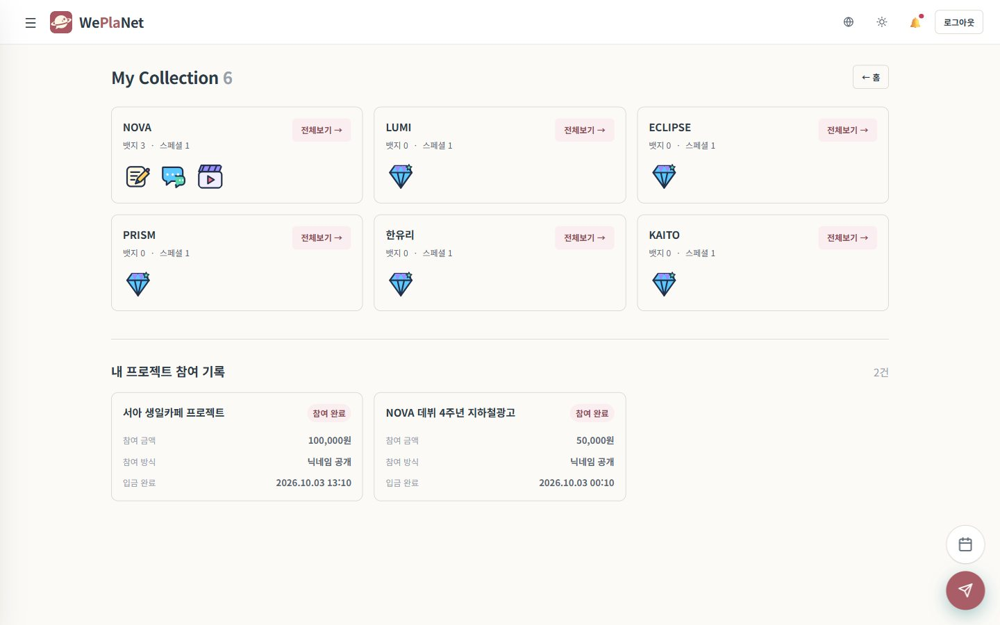 ☰ WePlaNet
로그아웃
My Collection 6
← 홈
NOVA
전체보기 →
뱃지 3 · 스페셜 1
LUMI
전체보기 →
뱃지 0 · 스페셜 1
ECLIPSE
전체보기 →
뱃지 0 · 스페셜 1
PRISM
전체보기 →
뱃지 0 · 스페셜 1
한유리
전체보기 →
뱃지 0 · 스페셜 1
KAITO
전체보기 →
뱃지 0 · 스페셜 1
내 프로젝트 참여 기록
2건
서아 생일카페 프로젝트
참여 완료
참여 금액 100,000원
참여 방식 닉네임 공개
입금 완료 2026.10.03 13:10
NOVA 데뷔 4주년 지하철광고
참여 완료
참여 금액 50,000원
참여 방식 닉네임 공개
입금 완료 2026.10.03 00:10